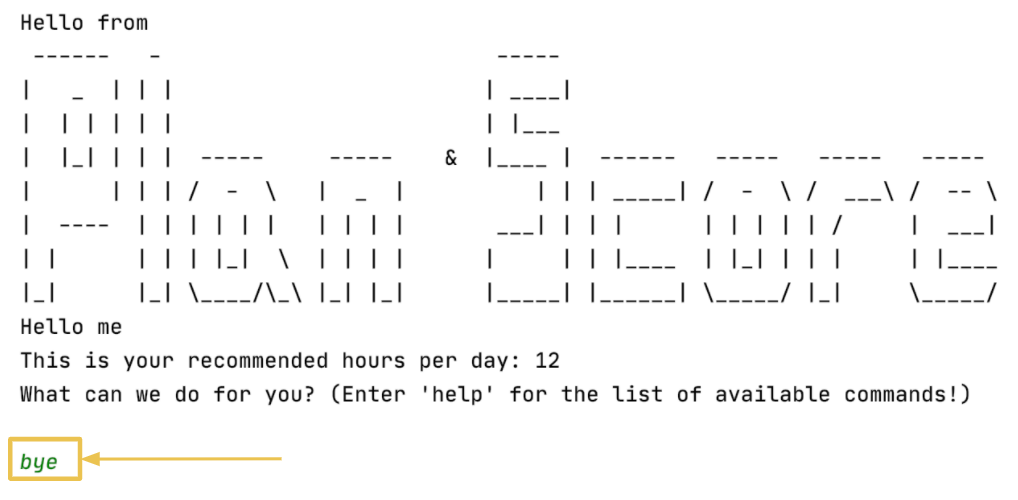 Hello from
Plan & Score
Hello me
This is your recommended hours per day: 12
What can we do for you? (Enter 'help' for the list of available commands!)
bye